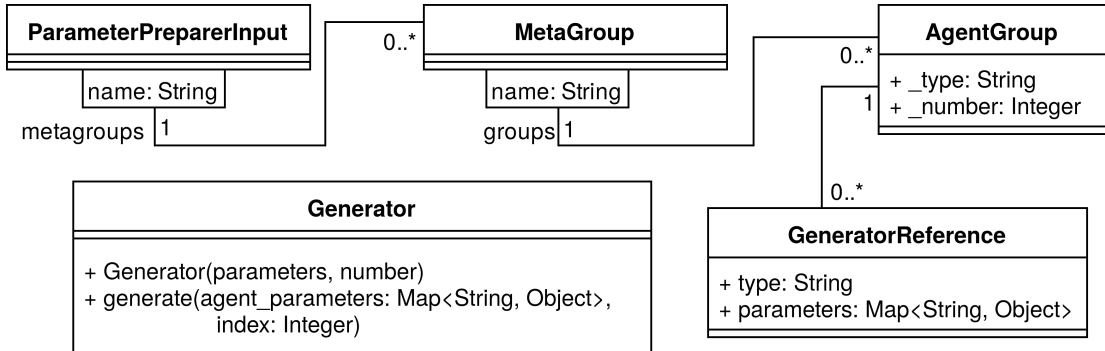 ParameterPreparerInput
name: String
metagroups 1
0..*
MetaGroup
name: String
groups 1
0..*
AgentGroup
+ _type: String
+ _number: Integer
1
0..*
Generator
+ Generator(parameters, number)
+ generate(agent_parameters: Map<String, Object>,
index: Integer)
GeneratorReference
+ type: String
+ parameters: Map<String, Object>